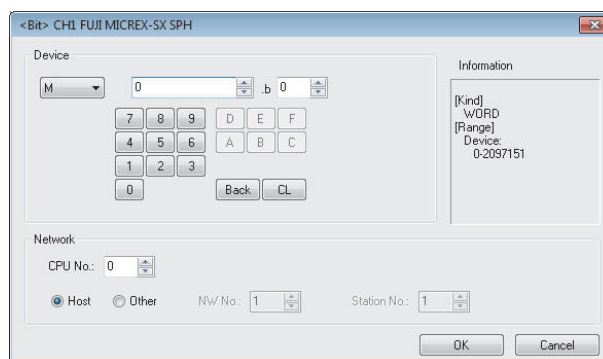 <Bit> CH1 FUJI MICREX-SX SPH
Device
M 0 .b 0
7 8 9 D E F
4 5 6 A B C
1 2 3
0 Back CL
Information
[Kind]
WORD
[Range]
Device:
0-2097151
Network
CPU No.: 0
Host Other NW No.: 1 Station No.: 1
OK Cancel